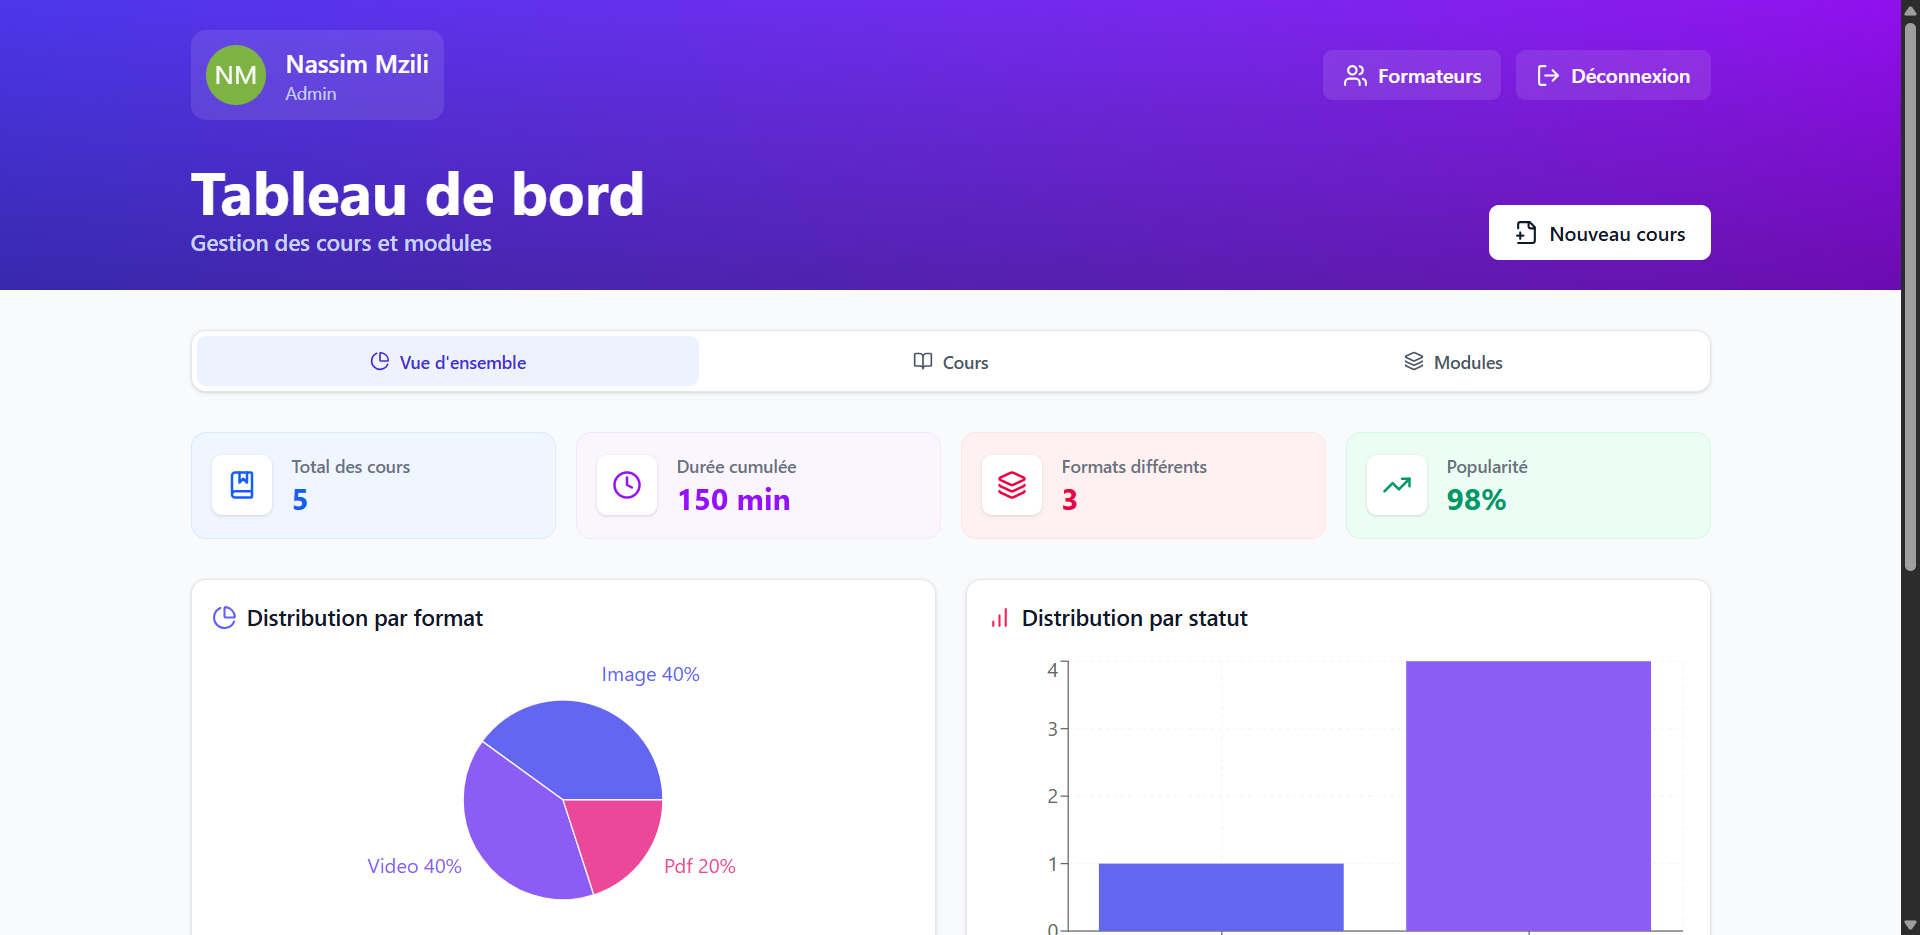 NM
Nassim Mzili
Admin
Formateurs
Déconnexion
Tableau de bord
Gestion des cours et modules
Nouveau cours
Vue d'ensemble
Cours
Modules
Total des cours
5
Durée cumulée
150 min
Formats différents
3
Popularité
98%
Distribution par format
Image 40%
Video 40%
Pdf 20%
Distribution par statut
4
3
2
1
0